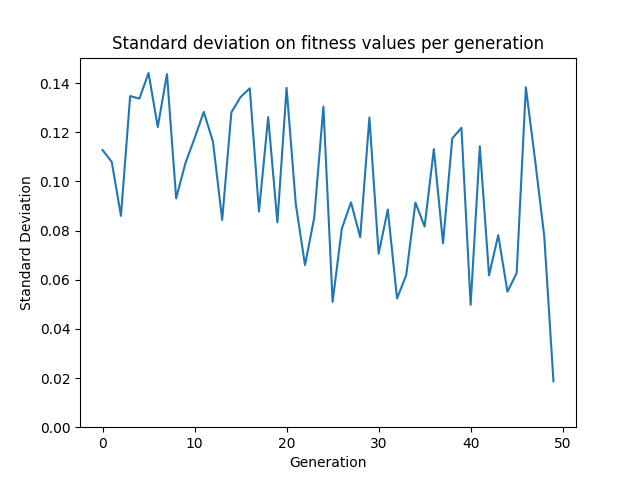 Standard deviation on fitness values per generation
0.14
0.12
0.10
0.08
0.06
0.04
0.02
0.00
Standard Deviation
0 10 20 30 40 50
Generation